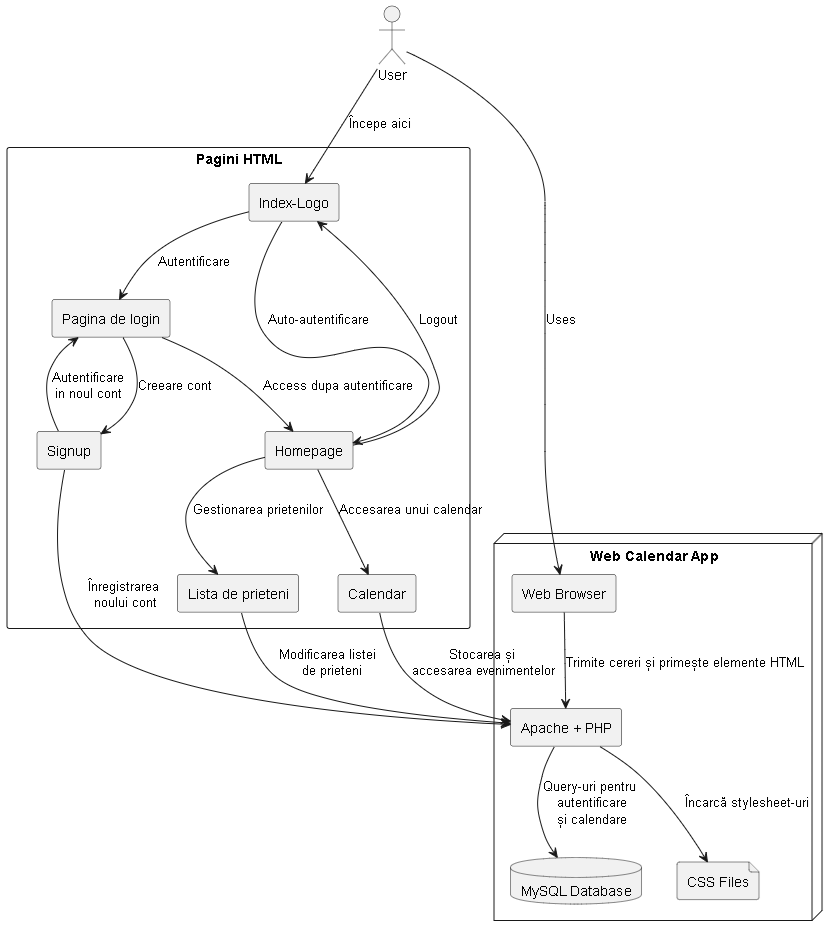 User
Începe aici
Pagini HTML
Index-Logo
Autentificare
Pagina de login
Auto-autentificare
Logout
Uses
Autentificare
in noul cont
Creeare cont
Access dupa autentificare
Signup
Homepage
Gestionarea prietenilor
Accesarea unui calendar
Web Calendar App
Lista de prieteni
Calendar
Web Browser
Înregistrarea
noului cont
Modificarea listei
de prieteni
Stocarea și
accesarea evenimentelor
Trimite cereri și primește elemente HTML
Apache + PHP
Query-uri pentru
autentificare
și calendare
Încarcă stylesheet-uri
MySQL Database
CSS Files